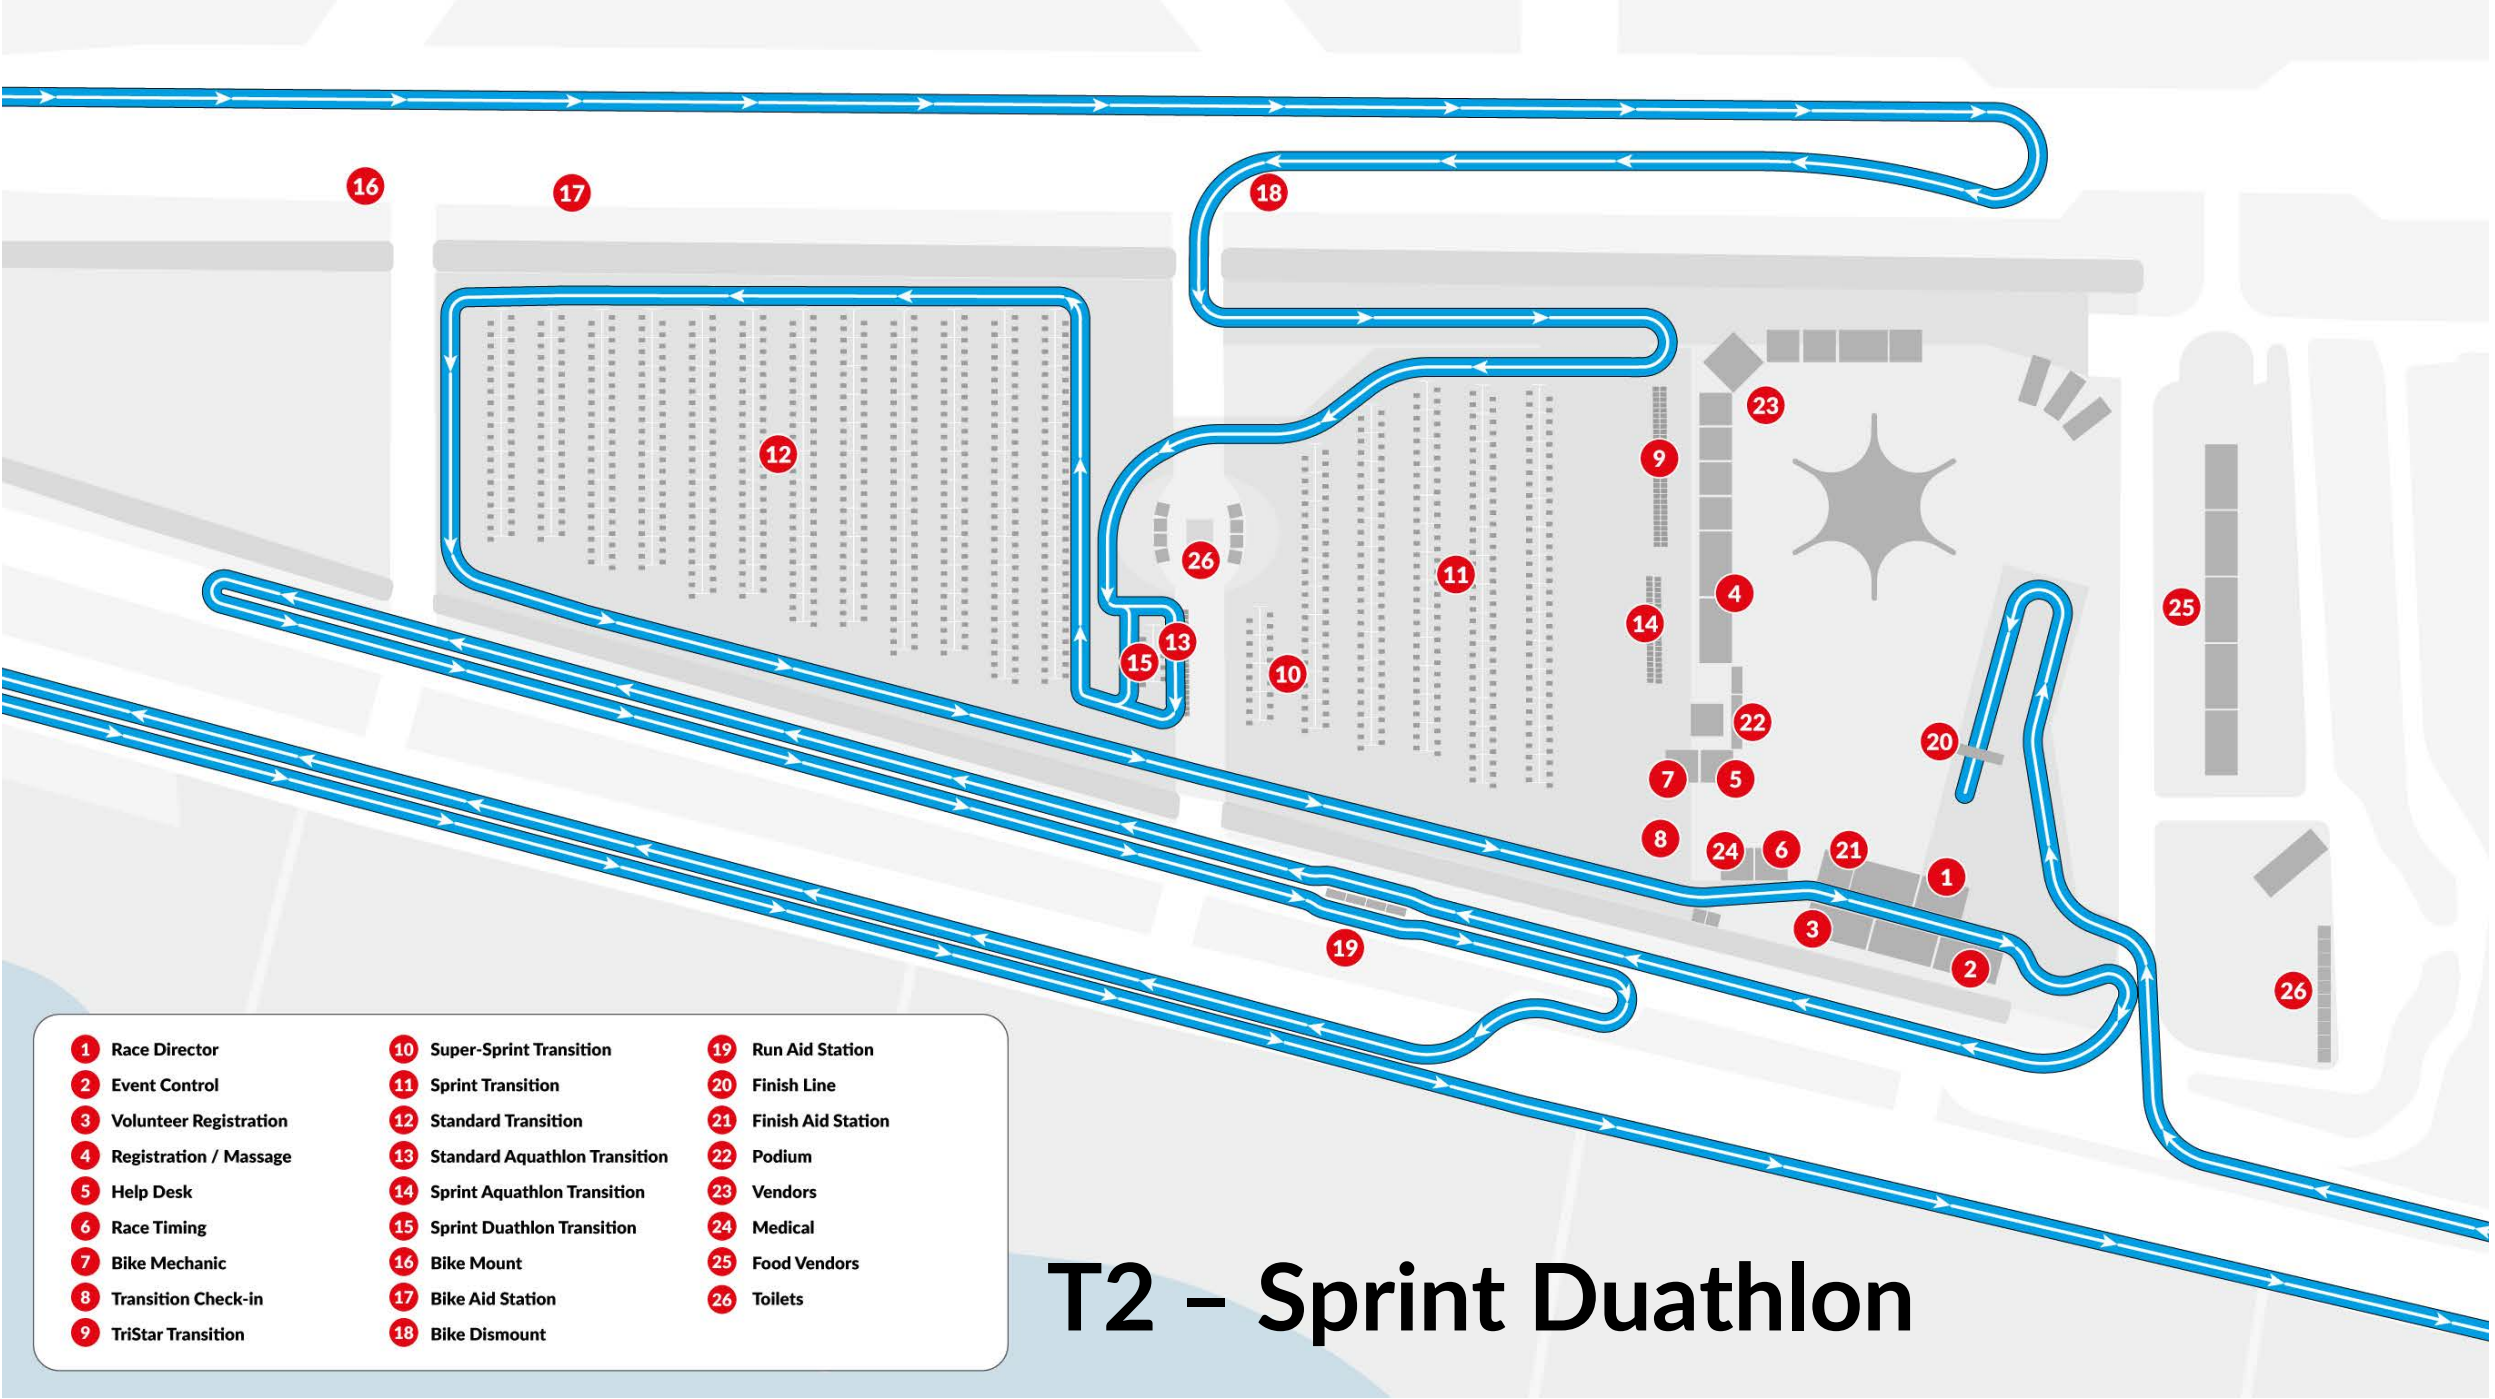 16
17
18
23
12
9
26
11
4
14
25
13
15
10
22
20
7
5
8
24
6
21
1
3
19
2
26
1 Race Director
2 Event Control
3 Volunteer Registration
4 Registration / Massage
5 Help Desk
6 Race Timing
7 Bike Mechanic
8 Transition Check-in
9 TriStar Transition
10 Super-Sprint Transition
11 Sprint Transition
12 Standard Transition
13 Standard Aquathlon Transition
14 Sprint Aquathlon Transition
15 Sprint Duathlon Transition
16 Bike Mount
17 Bike Aid Station
18 Bike Dismount
19 Run Aid Station
20 Finish Line
21 Finish Aid Station
22 Podium
23 Vendors
24 Medical
25 Food Vendors
26 Toilets
T2 – Sprint Duathlon